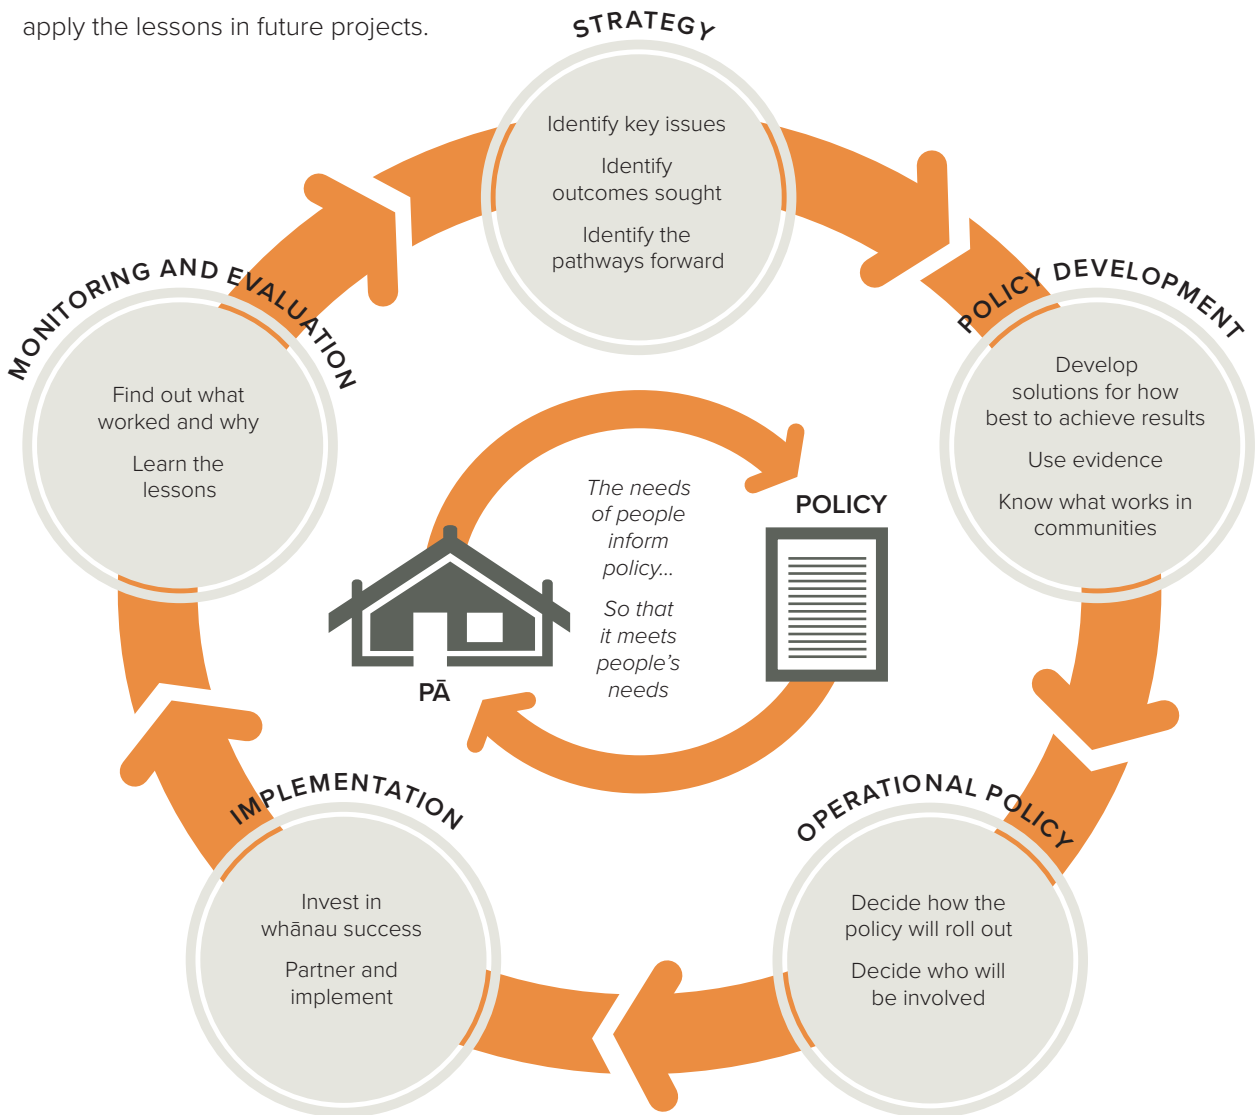 apply the lessons in future projects.
STRATEGY
Identify key issues
Identify
outcomes sought
Identify the
pathways forward
POLICY DEVELOPMENT
Develop
solutions for how
best to achieve results
Use evidence
Know what works in
communities
OPERATIONAL POLICY
Decide how the
policy will roll out
Decide who will
be involved
IMPLEMENTATION
Invest in
whānau success
Partner and
implement
MONITORING AND EVALUATION
Find out what
worked and why
Learn the
lessons
PĀ
The needs
of people
inform
policy...
So that
it meets
people's
needs
POLICY